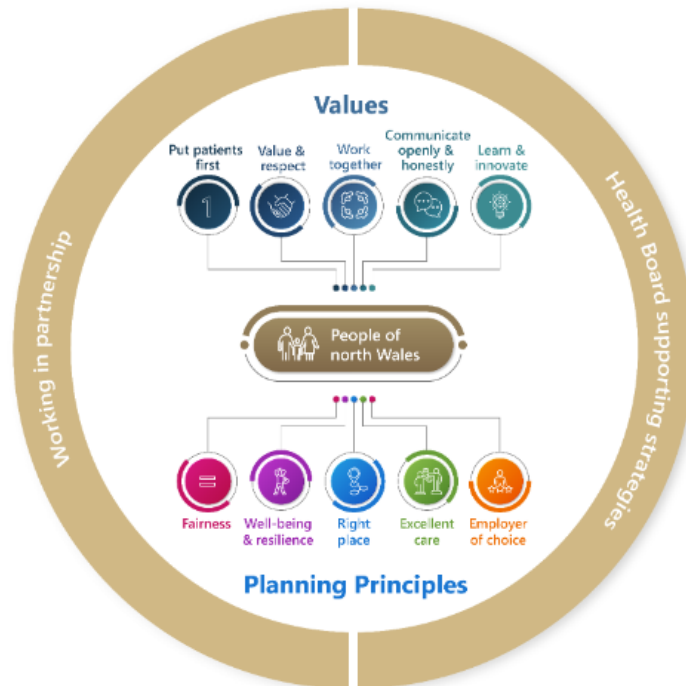 Values
Put patients
first
Value &
respect
Work
together
Communicate
openly &
honestly
Learn &
innovate
1
Working in partnership
Health Board supporting strategies
People of
north Wales
=
Fairness
Well-being
& resilience
Right
place
Excellent
care
Employer
of choice
Planning Principles